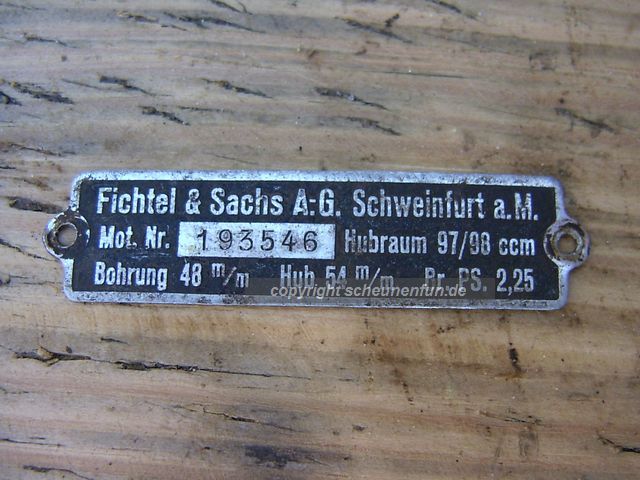 Fichtel & Sachs A.-G. Schweinfurt a.M.
Mot. Nr. 193546 Hubraum 97/98 ccm
Bohrung 48 m/m Hub 54 m/m Pr. PS. 2,25
copyright scheunenfun.de